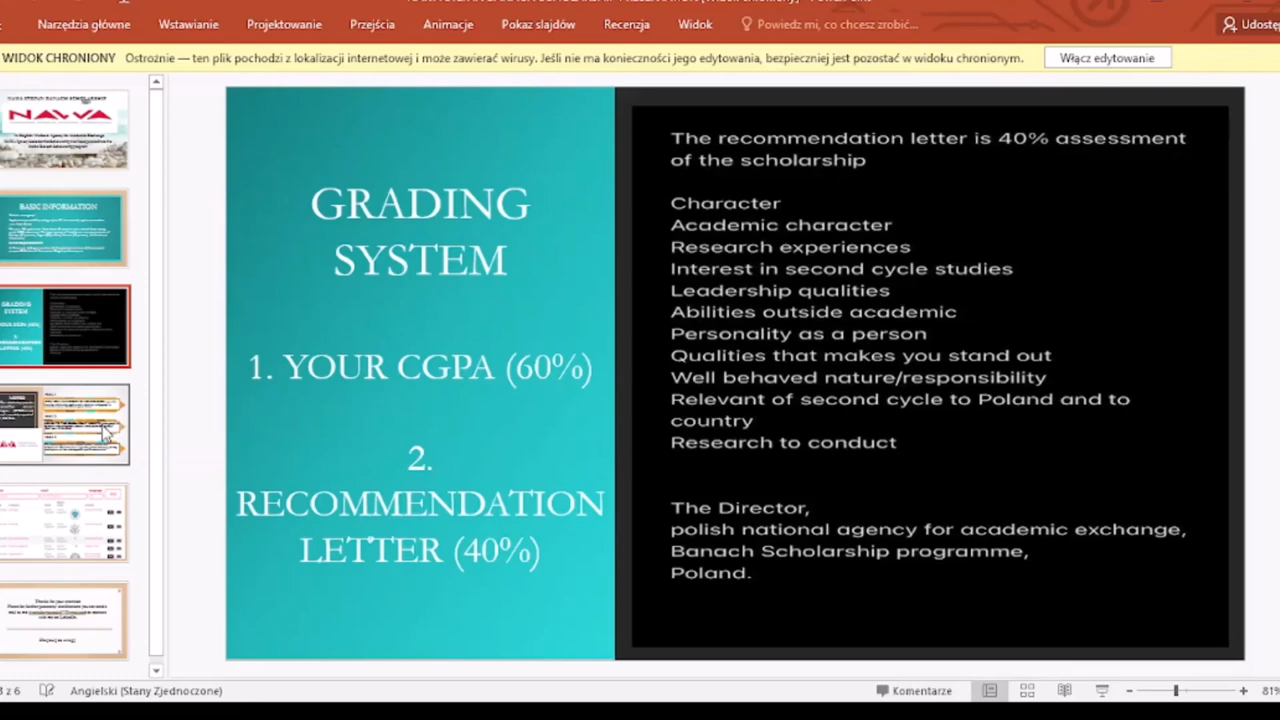 Narzędzia główne Wstawianie Projektowanie Przejścia Animacje Pokaz slajdów Recenzja Widok Powiedz mi, co chcesz zrobić...
WIDOK CHRONIONY Ostrożnie — ten plik pochodzi z lokalizacji internetowej i może zawierać wirusy. Jeśli nie ma konieczności jego edytowania, bezpieczniej jest pozostać w widoku chronionym. Włącz edytowanie
NAWA
BASIC INFORMATION
GRADING
SYSTEM
GRADING
SYSTEM
1. YOUR CGPA (60%)
2.
RECOMMENDATION
LETTER (40%)
The recommendation letter is 40% assessment
of the scholarship
Character
Academic character
Research experiences
Interest in second cycle studies
Leadership qualities
Abilities outside academic
Personality as a person
Qualities that makes you stand out
Well behaved nature/responsibility
Relevant of second cycle to Poland and to
country
Research to conduct
The Director,
polish national agency for academic exchange,
Banach Scholarship programme,
Poland.
3 z 6 Angielski (Stany Zjednoczone) Komentarze 81%